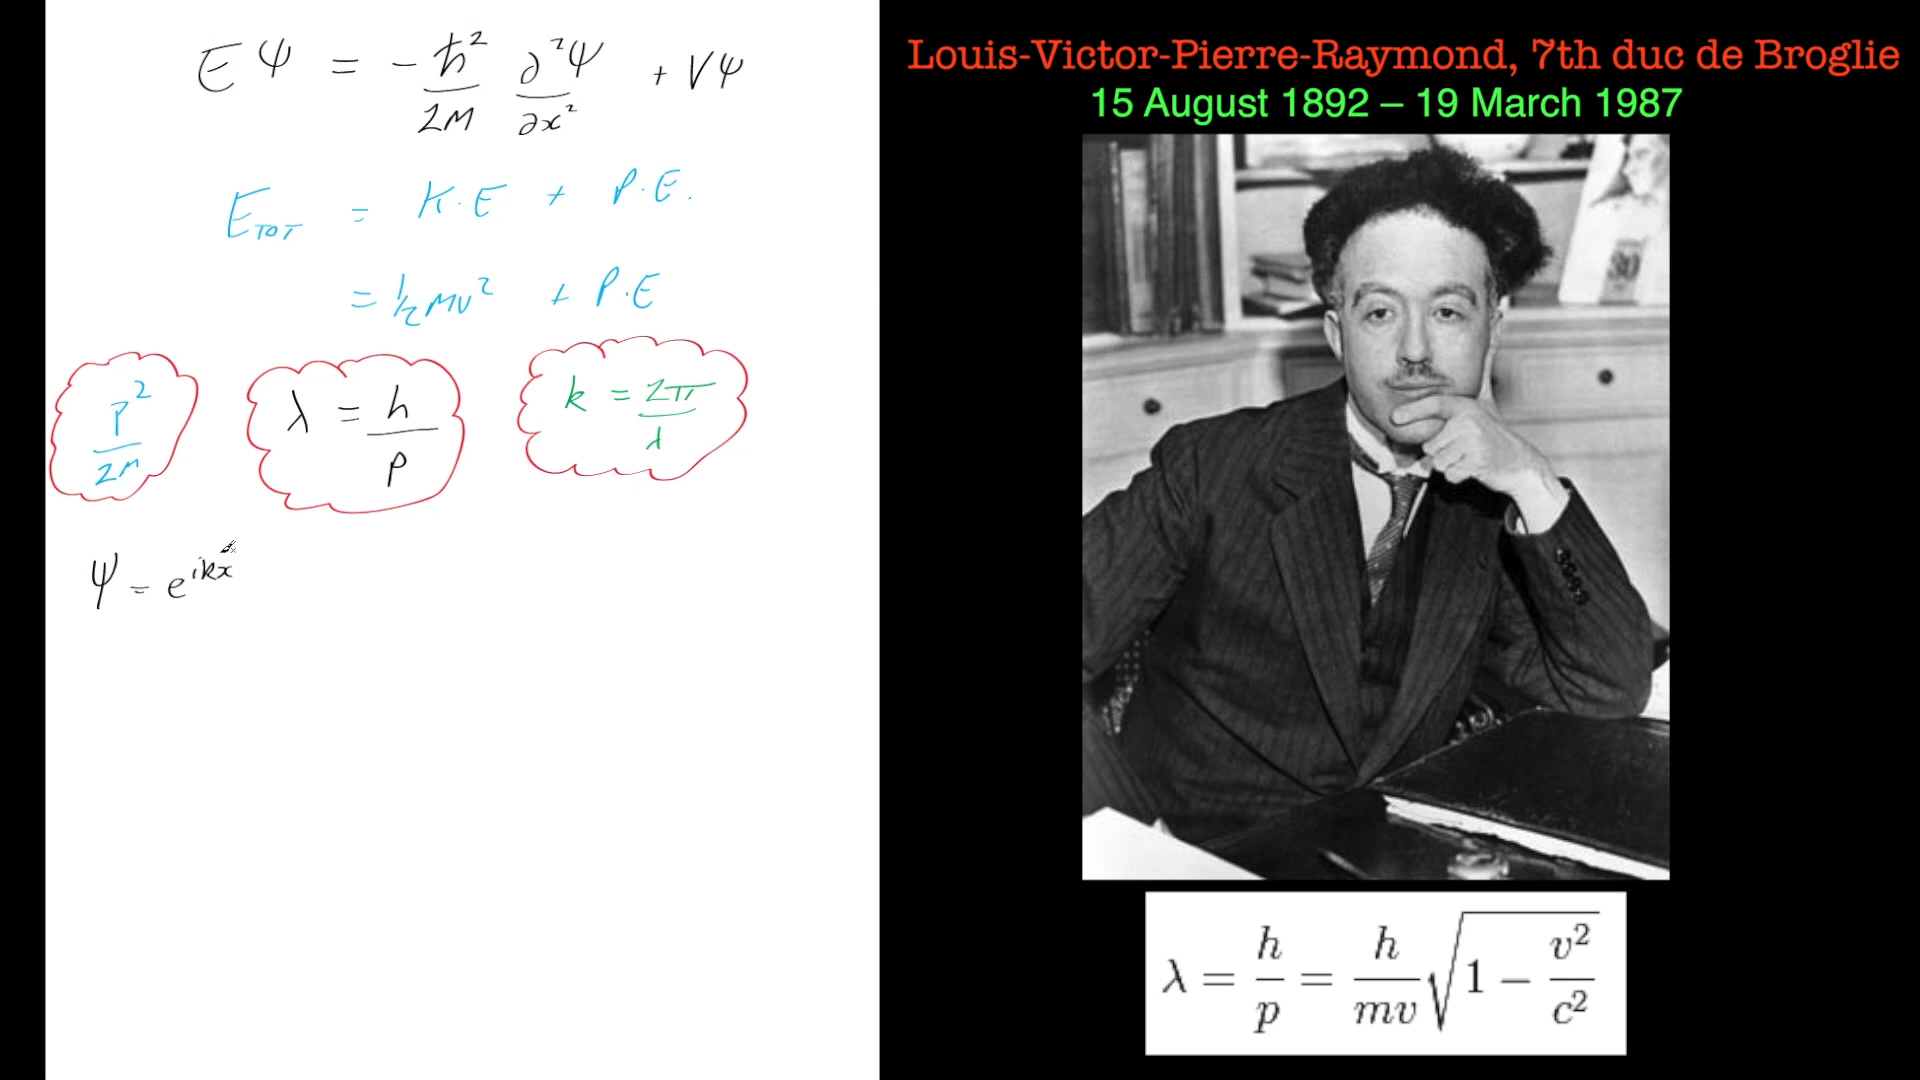 EΨ = -ℏ²/2M ∂²Ψ/∂x² + VΨ
E_TOT = K.E + P.E.
= ½MV² + P.E
P²/2M
λ = h/p
k = 2π/λ
Ψ = e^{ikx}
Louis-Victor-Pierre-Raymond, 7th duc de Broglie
15 August 1892 – 19 March 1987
λ = h/p = h/mv √(1 − v²/c²)